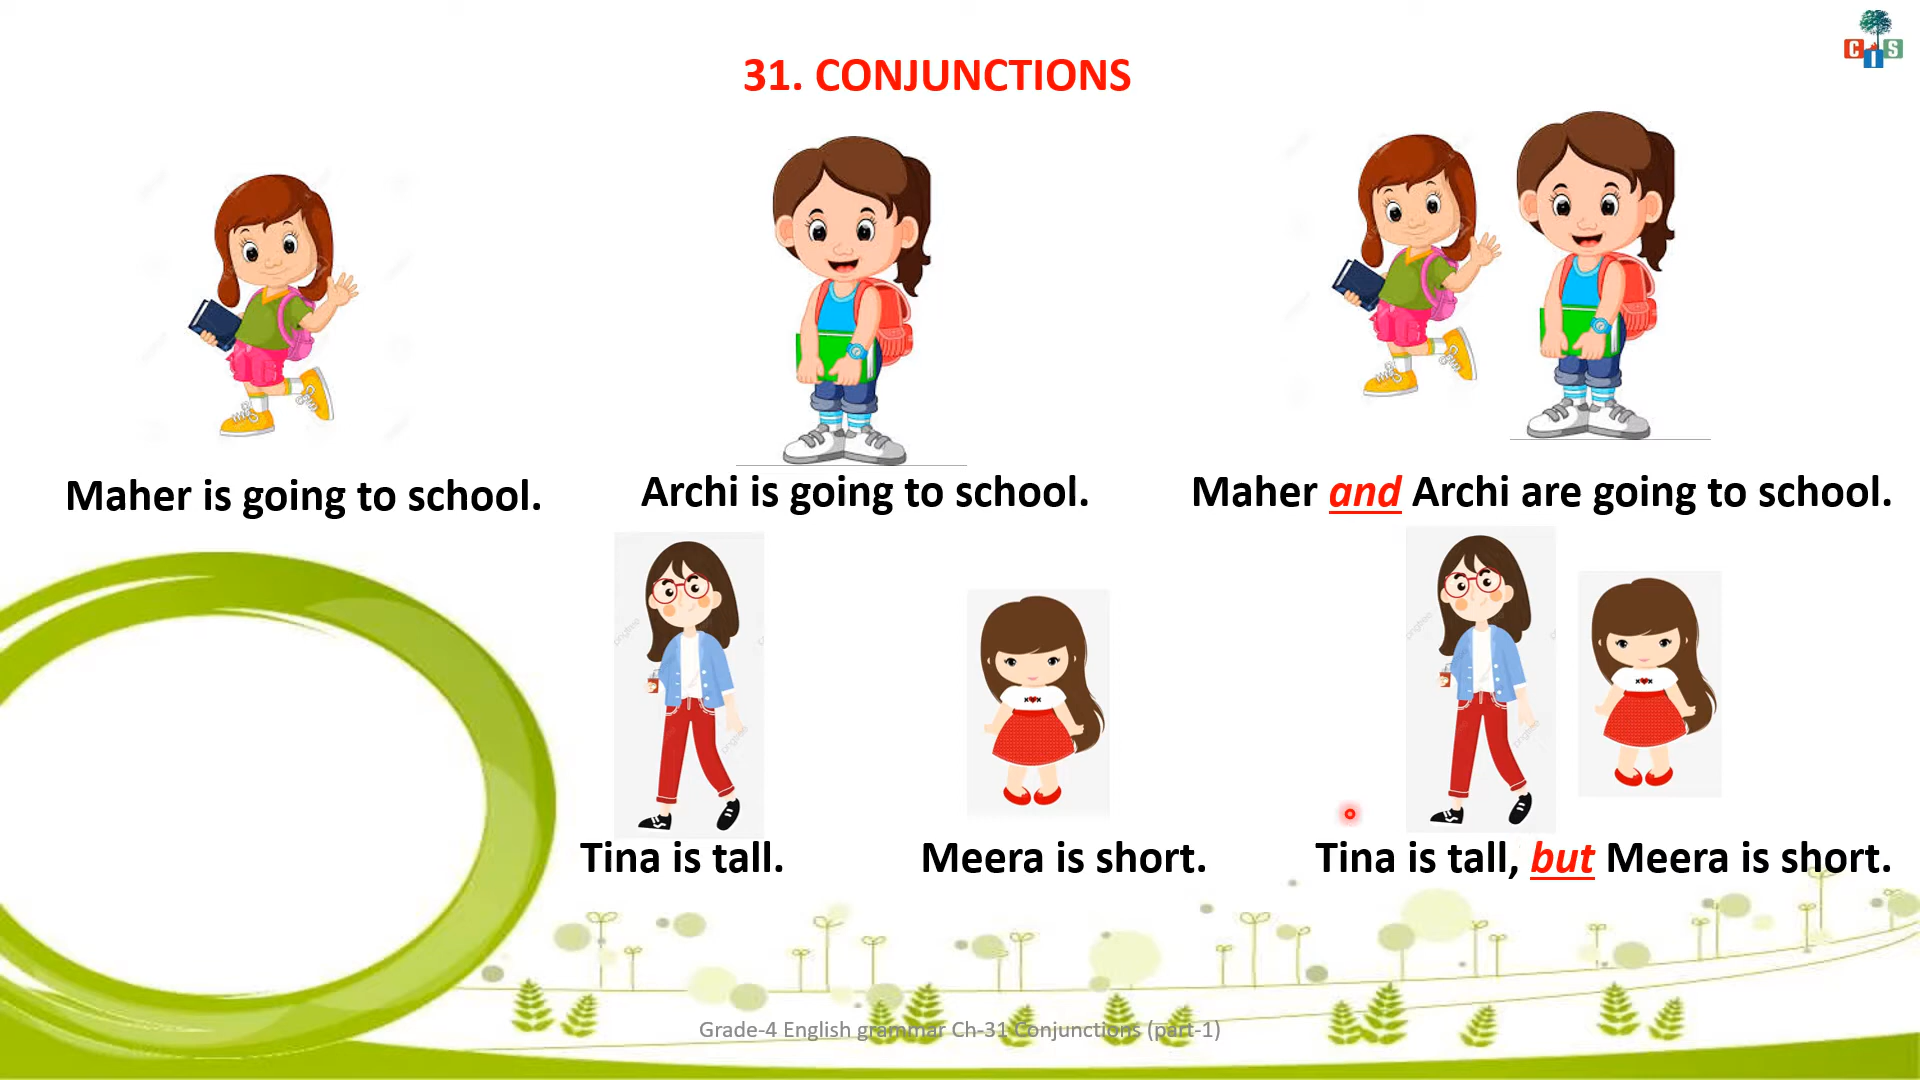 C I S
31. CONJUNCTIONS
Maher is going to school.
Archi is going to school.
Maher and Archi are going to school.
Tina is tall.
Meera is short.
Tina is tall, but Meera is short.
Grade-4 English grammar Ch-31 Conjunctions (part-1)